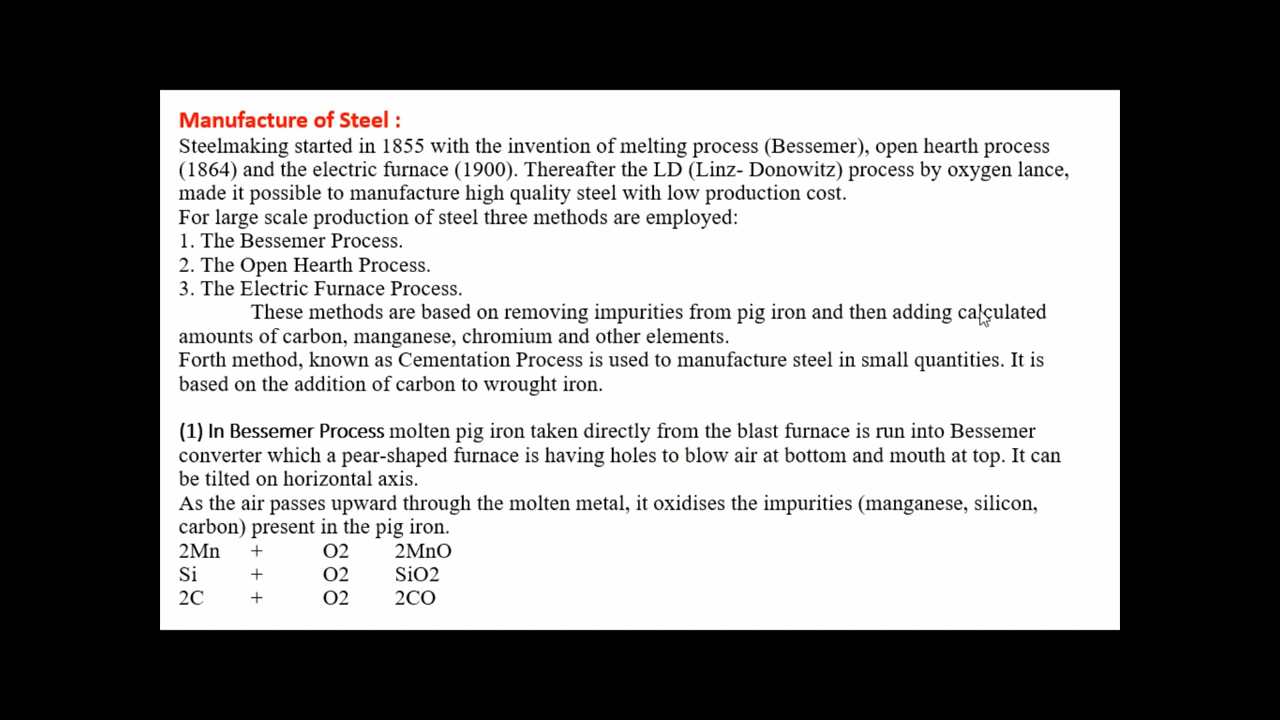 Manufacture of Steel :
Steelmaking started in 1855 with the invention of melting process (Bessemer), open hearth process
(1864) and the electric furnace (1900). Thereafter the LD (Linz- Donowitz) process by oxygen lance,
made it possible to manufacture high quality steel with low production cost.
For large scale production of steel three methods are employed:
1. The Bessemer Process.
2. The Open Hearth Process.
3. The Electric Furnace Process.
These methods are based on removing impurities from pig iron and then adding calculated
amounts of carbon, manganese, chromium and other elements.
Forth method, known as Cementation Process is used to manufacture steel in small quantities. It is
based on the addition of carbon to wrought iron.
(1) In Bessemer Process molten pig iron taken directly from the blast furnace is run into Bessemer
converter which a pear-shaped furnace is having holes to blow air at bottom and mouth at top. It can
be tilted on horizontal axis.
As the air passes upward through the molten metal, it oxidises the impurities (manganese, silicon,
carbon) present in the pig iron.
2Mn + O2 2MnO
Si + O2 SiO2
2C + O2 2CO